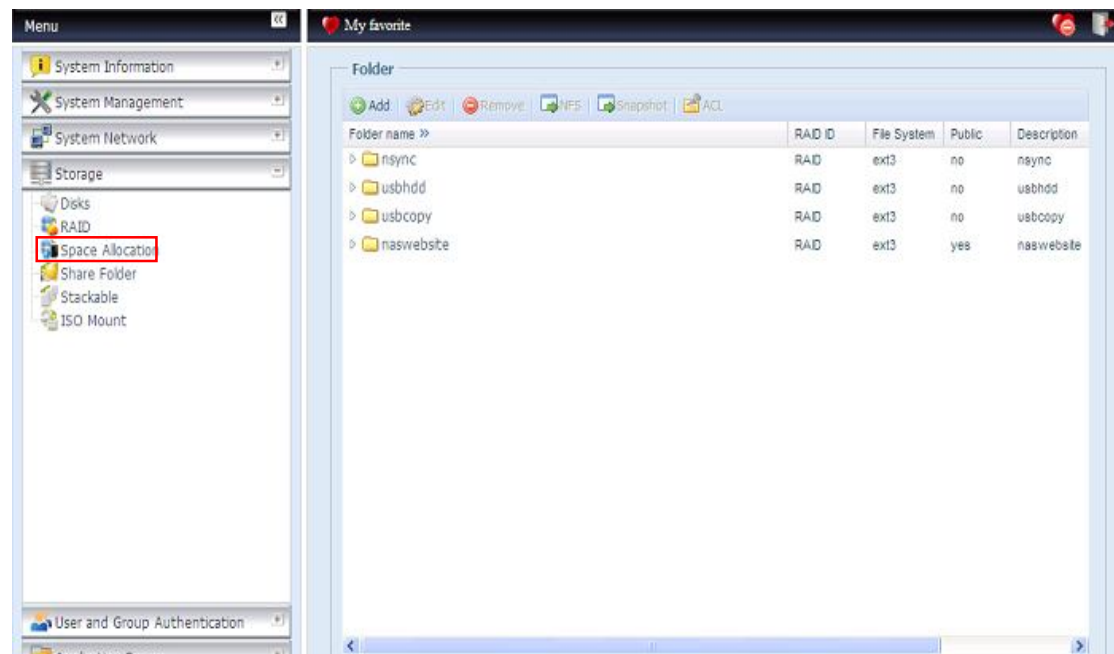 Menu
My favorite
System Information
System Management
System Network
Storage
Disks
RAID
Space Allocation
Share Folder
Stackable
ISO Mount
User and Group Authentication
Folder
Add Edit Remove NFS Snapshot ACL
Folder name » RAID ID File System Public Description
nsync RAID ext3 no nsync
usbhdd RAID ext3 no usbhdd
usbcopy RAID ext3 no usbcopy
naswebsite RAID ext3 yes naswebsite